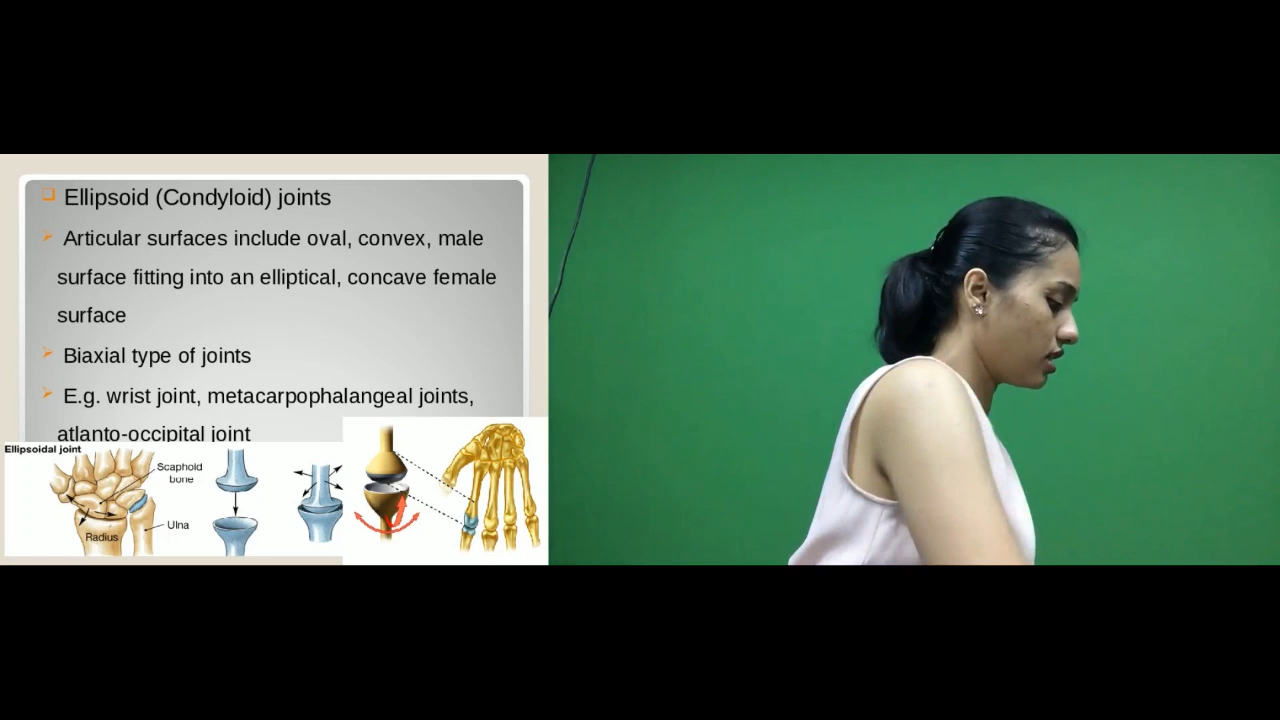 Ellipsoid (Condyloid) joints
Articular surfaces include oval, convex, male
surface fitting into an elliptical, concave female
surface
Biaxial type of joints
E.g. wrist joint, metacarpophalangeal joints,
atlanto-occipital joint
Ellipsoidal joint
Scaphoid
bone
Ulna
Radius